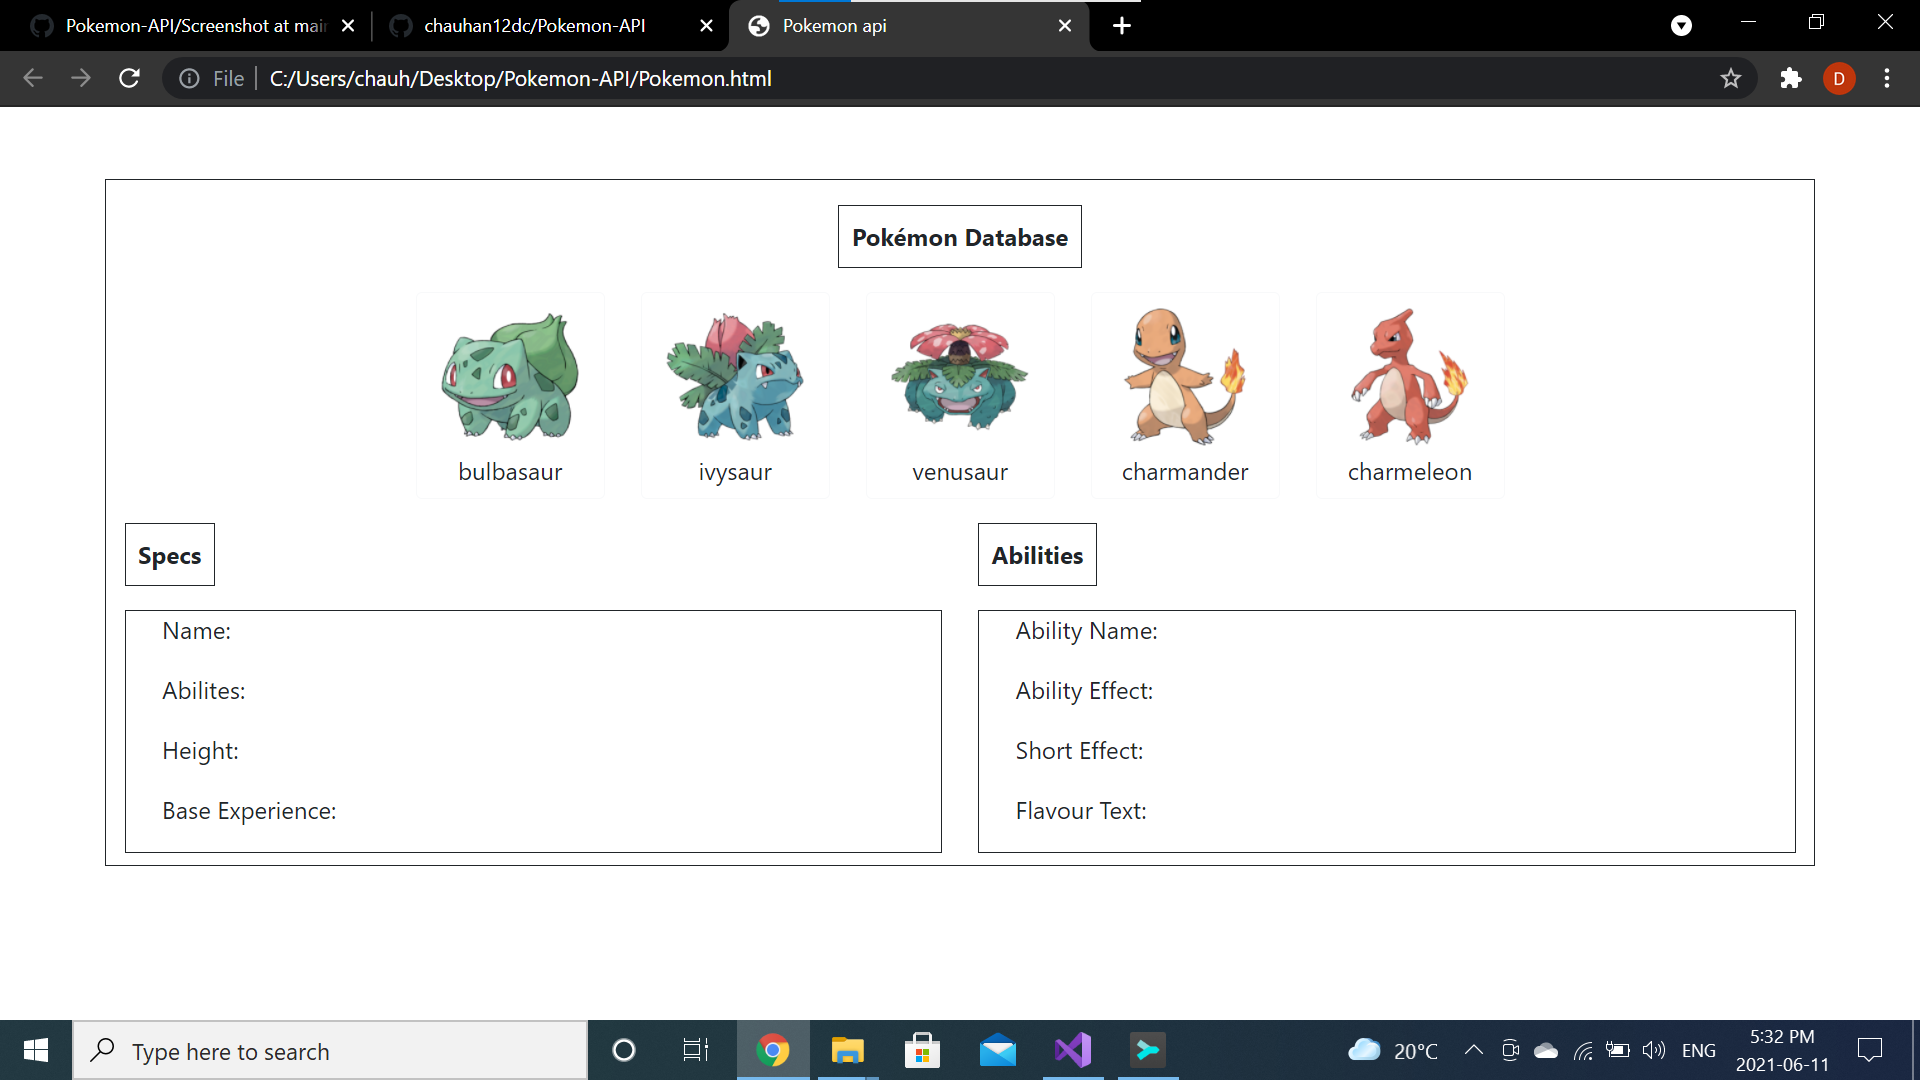 Pokemon-API/Screenshot at mai
chauhan12dc/Pokemon-API
Pokemon api
File
C:/Users/chauh/Desktop/Pokemon-API/Pokemon.html
D
Pokémon Database
bulbasaur
ivysaur
venusaur
charmander
charmeleon
Specs
Name:
Abilites:
Height:
Base Experience:
Abilities
Ability Name:
Ability Effect:
Short Effect:
Flavour Text:
Type here to search
20°C
ENG
5:32 PM
2021-06-11